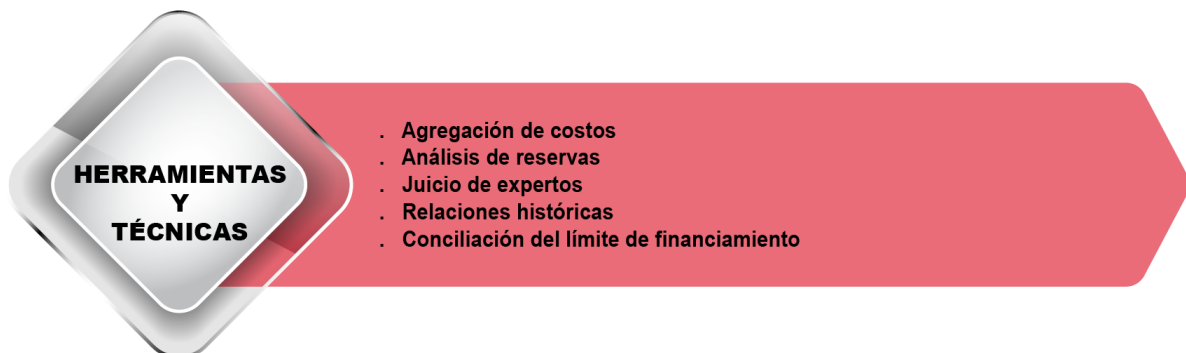 HERRAMIENTAS
Y
TÉCNICAS
. Agregación de costos
. Análisis de reservas
. Juicio de expertos
. Relaciones históricas
. Conciliación del límite de financiamiento